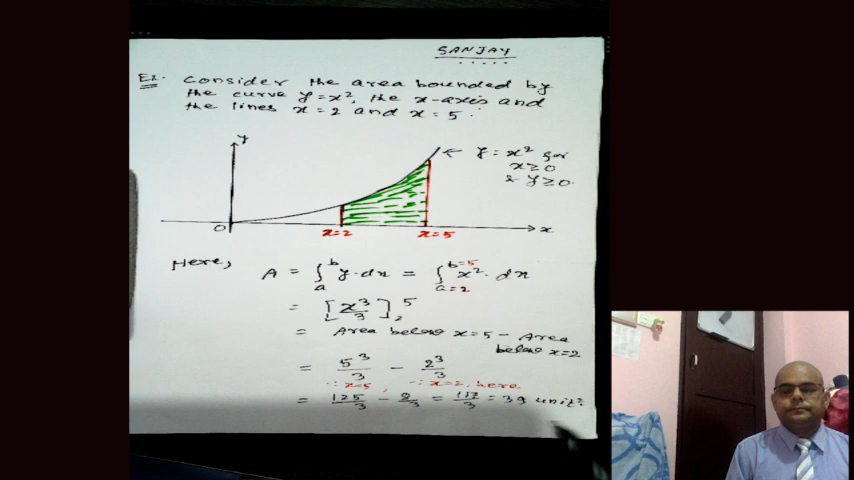 SANJAY
Ex. Consider the area bounded by
the curve y=x², the x-axis and
the lines x=2 and x=5.
y
← y=x² for
x≥0
& y≥0.
O
x=2
x=5
x
Here,
A = ∫ₐᵇ y·dx = ∫ₐ₌₂ᵇ⁼⁵ x²·dx
= [x³/3]₂⁵
= Area below x=5 - Area
below x=2
= 5³/3 - 2³/3
∵ x=5, ∵ x=2, here
= 125/3 - 8/3 = 117/3 = 39 unit²